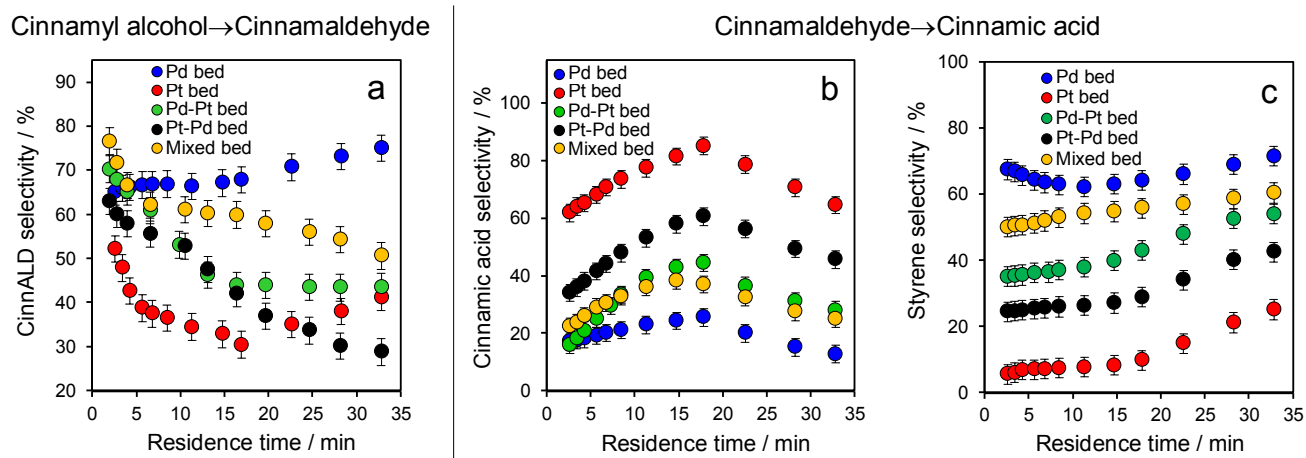 Cinnamyl alcohol→Cinnamaldehyde
Cinnamaldehyde→Cinnamic acid
a
Pd bed
Pt bed
Pd-Pt bed
Pt-Pd bed
Mixed bed
CinnALD selectivity / %
90
80
70
60
50
40
30
20
0 5 10 15 20 25 30 35
Residence time / min
b
Pd bed
Pt bed
Pd-Pt bed
Pt-Pd bed
Mixed bed
Cinnamic acid selectivity / %
100
80
60
40
20
0
0 5 10 15 20 25 30 35
Residence time / min
c
Pd bed
Pt bed
Pd-Pt bed
Pt-Pd bed
Mixed bed
Styrene selectivity / %
100
80
60
40
20
0
0 5 10 15 20 25 30 35
Residence time / min